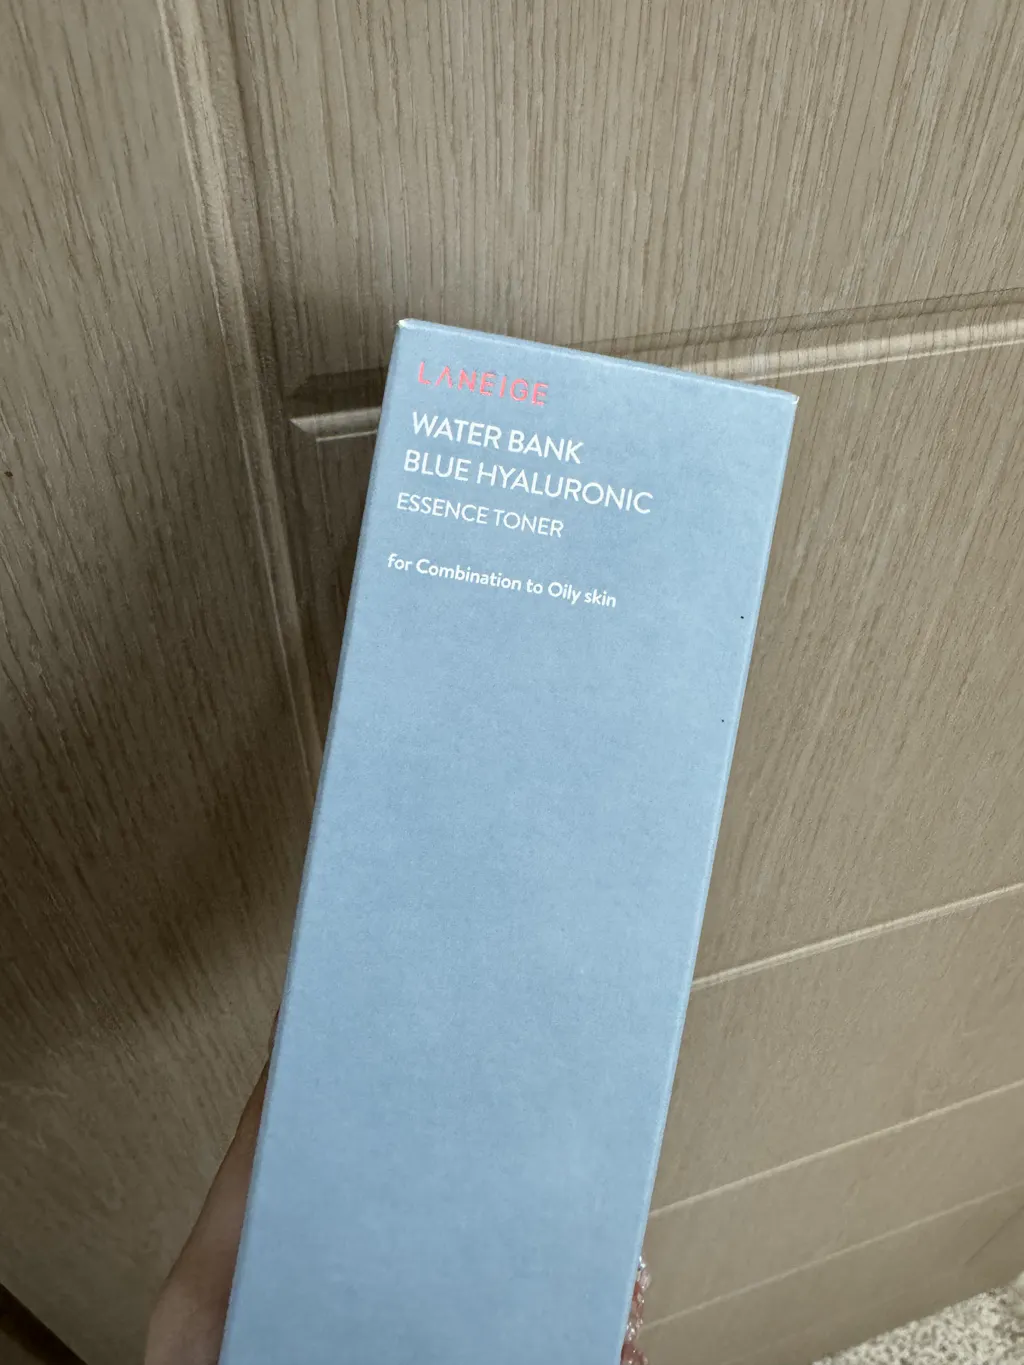 LANEIGE
WATER BANK
BLUE HYALURONIC
ESSENCE TONER
for Combination to Oily skin